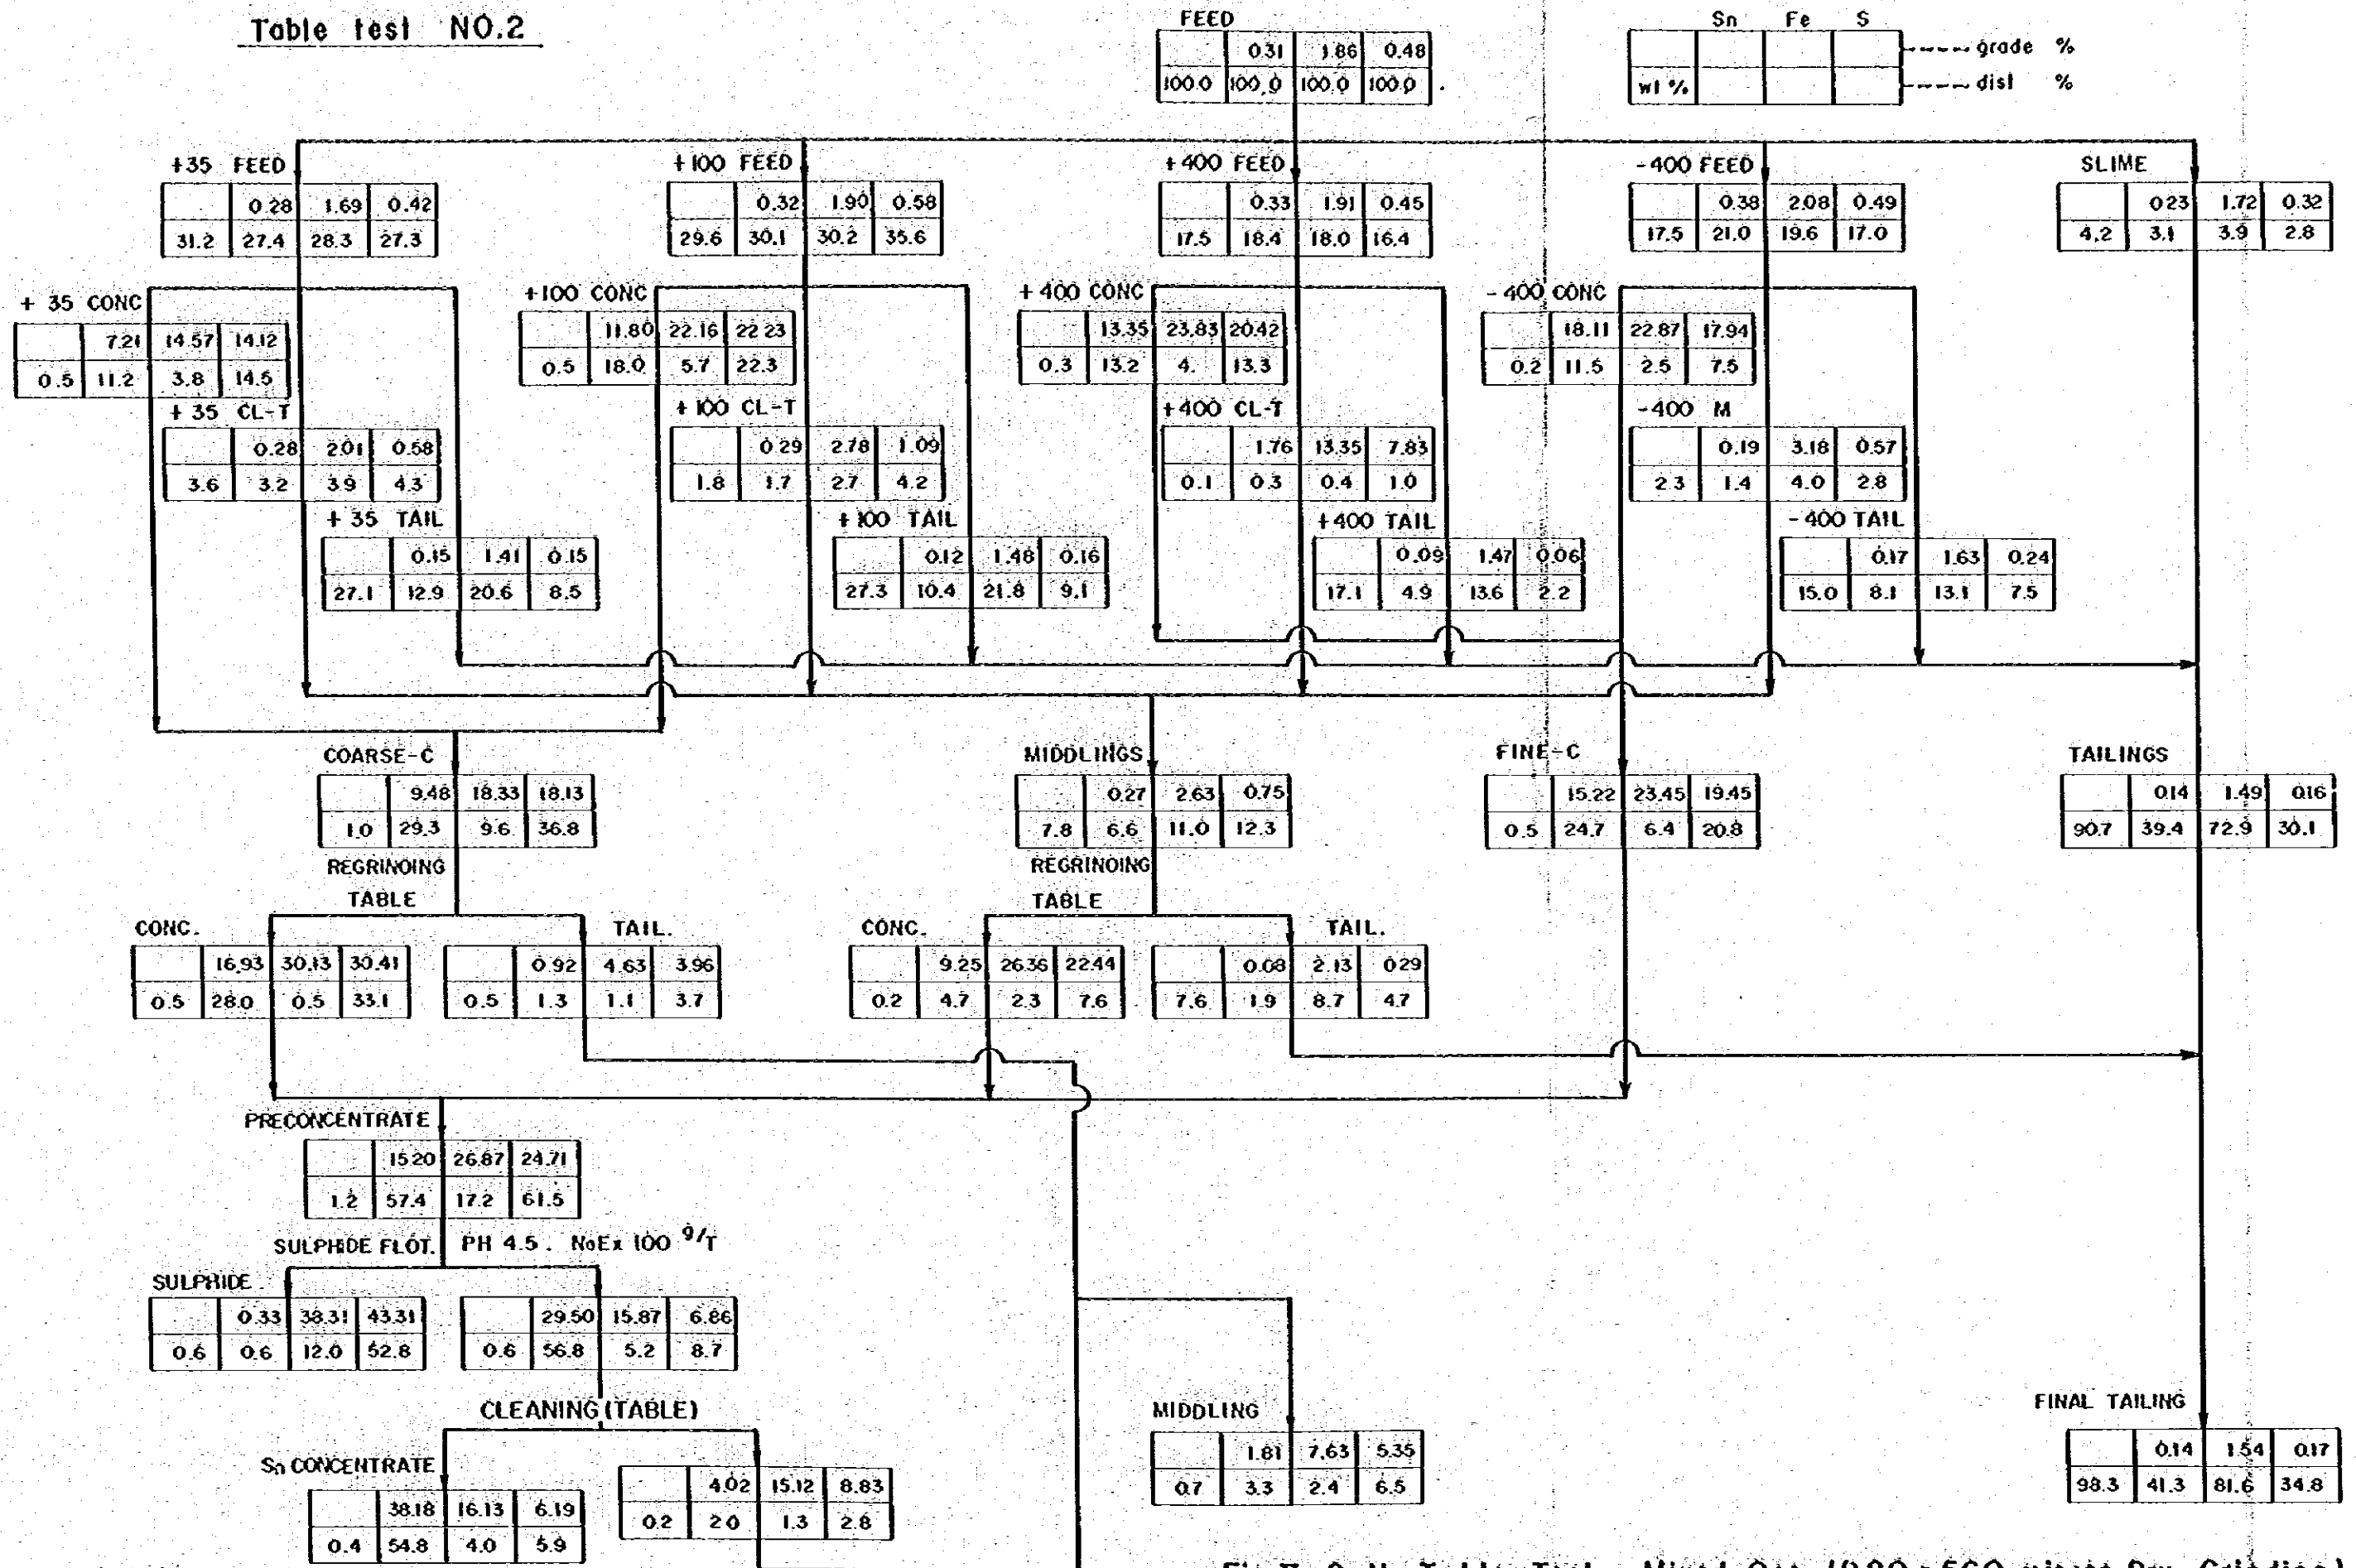 Table test NO.2
FEED
0.31 1.86 0.48
100.0 100.0 100.0 100.0
Sn Fe S
grade %
wt % dist %
+35 FEED
0.28 1.69 0.42
31.2 27.4 28.3 27.3
+100 FEED
0.32 1.90 0.58
29.6 30.1 30.2 35.6
+400 FEED
0.33 1.91 0.45
17.5 18.4 18.0 16.4
-400 FEED
0.38 2.08 0.49
17.5 21.0 19.6 17.0
SLIME
0.23 1.72 0.32
4.2 3.1 3.9 2.8
+ 35 CONC
7.21 14.57 14.12
0.5 11.2 3.8 14.5
+100 CONC
11.80 22.16 22.23
0.5 18.0 5.7 22.3
+ 400 CONC
13.35 23.83 20.42
0.3 13.2 4. 13.3
-400 CONC
18.11 22.87 17.94
0.2 11.5 2.5 7.5
+ 35 CL-T
0.28 2.01 0.58
3.6 3.2 3.9 4.3
+ 100 CL-T
0.29 2.78 1.09
1.8 1.7 2.7 4.2
+400 CL-T
1.76 13.35 7.83
0.1 0.3 0.4 1.0
-400 M
0.19 3.18 0.57
2.3 1.4 4.0 2.8
+ 35 TAIL
0.15 1.41 0.15
27.1 12.9 20.6 8.5
+100 TAIL
0.12 1.48 0.16
27.3 10.4 21.8 9.1
+400 TAIL
0.09 1.47 0.06
17.1 4.9 13.6 2.2
-400 TAIL
0.17 1.63 0.24
15.0 8.1 13.1 7.5
COARSE-C
9.48 18.33 18.13
1.0 29.3 9.6 36.8
REGRINOING
TABLE
MIDDLINGS
0.27 2.63 0.75
7.8 6.6 11.0 12.3
REGRINOING
TABLE
FINE-C
15.22 23.45 19.45
0.5 24.7 6.4 20.8
TAILINGS
0.14 1.49 0.16
90.7 39.4 72.9 30.1
CONC.
16.93 30.13 30.41
0.5 28.0 0.5 33.1
TAIL.
0.92 4.63 3.96
0.5 1.3 1.1 3.7
CONC.
9.25 26.36 22.44
0.2 4.7 2.3 7.6
TAIL.
0.08 2.13 0.29
7.6 1.9 8.7 4.7
PRECONCENTRATE
15.20 26.87 24.71
1.2 57.4 17.2 61.5
SULPHIDE FLOT. PH 4.5. NaEx 100 g/T
SULPHIDE
0.33 38.31 43.31
0.6 0.6 12.0 52.8
29.50 15.87 6.86
0.6 56.8 5.2 8.7
CLEANING (TABLE)
Sn CONCENTRATE
38.18 16.13 6.19
0.4 54.8 4.0 5.9
4.02 15.12 8.83
0.2 2.0 1.3 2.8
MIDDLING
1.81 7.63 5.35
0.7 3.3 2.4 6.5
FINAL TAILING
0.14 1.54 0.17
98.3 41.3 81.6 34.8